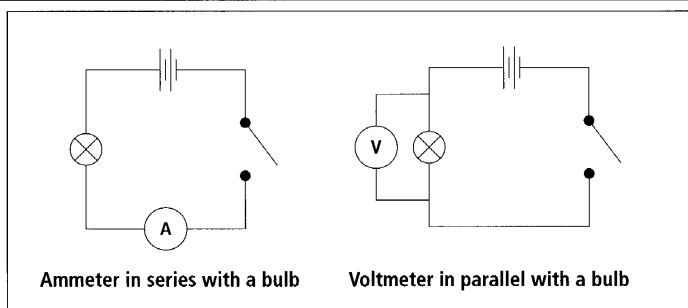 V
A
Ammeter in series with a bulb
Voltmeter in parallel with a bulb